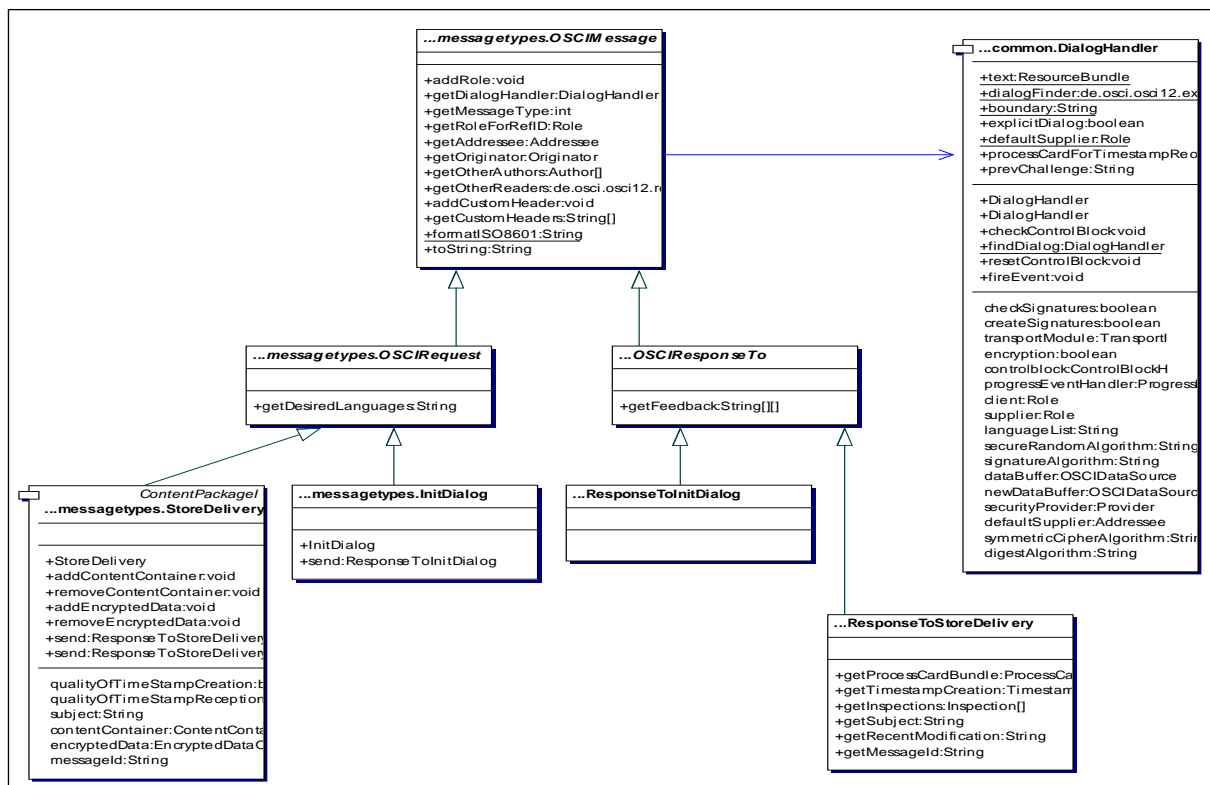 ...messagetypes.OSCIMessage
+addRole:void
+getDialogHandler:DialogHandler
+getMessageType:int
+getRoleForRefID:Role
+getAddressee:Addressee
+getOriginator:Originator
+getOtherAuthors:Author[]
+getOtherReaders:de.osci.osci12.ro
+addCustomHeader:void
+getCustomHeaders:String[]
+formatISO8601:String
+toString:String
...common.DialogHandler
+text:ResourceBundle
+dialogFinder:de.osci.osci12.ex
+boundary:String
+explicitDialog:boolean
+defaultSupplier:Role
+processCardForTimestampReo
+prevChallenge:String
+DialogHandler
+DialogHandler
+checkControlBlock:void
+findDialog:DialogHandler
+resetControlBlock:void
+fireEvent:void
checkSignatures:boolean
createSignatures:boolean
transportModule:TransportI
encryption:boolean
controlblock:ControlBlockH
progressEventHandler:ProgressE
client:Role
supplier:Role
languageList:String
secureRandomAlgorithm:String
signatureAlgorithm:String
dataBuffer:OSCIDataSource
newDataBuffer:OSCIDataSourc
securityProvider:Provider
defaultSupplier:Addressee
symmetricCipherAlgorithm:Strin
digestAlgorithm:String
...messagetypes.OSCIRequest
+getDesiredLanguages:String
...OSCIResponseTo
+getFeedback:String[][]
ContentPackageI
...messagetypes.StoreDelivery
+StoreDelivery
+addContentContainer:void
+removeContentContainer:void
+addEncryptedData:void
+removeEncryptedData:void
+send:ResponseToStoreDelivery
+send:ResponseToStoreDelivery
qualityOfTimeStampCreation:b
qualityOfTimeStampReception
subject:String
contentContainer:ContentConta
encryptedData:EncryptedDataO
messageId:String
...messagetypes.InitDialog
+InitDialog
+send:ResponseToInitDialog
...ResponseToInitDialog
...ResponseToStoreDelivery
+getProcessCardBundle:ProcessCa
+getTimestampCreation:Timestam
+getInspections:Inspection[]
+getSubject:String
+getRecentModification:String
+getMessageId:String